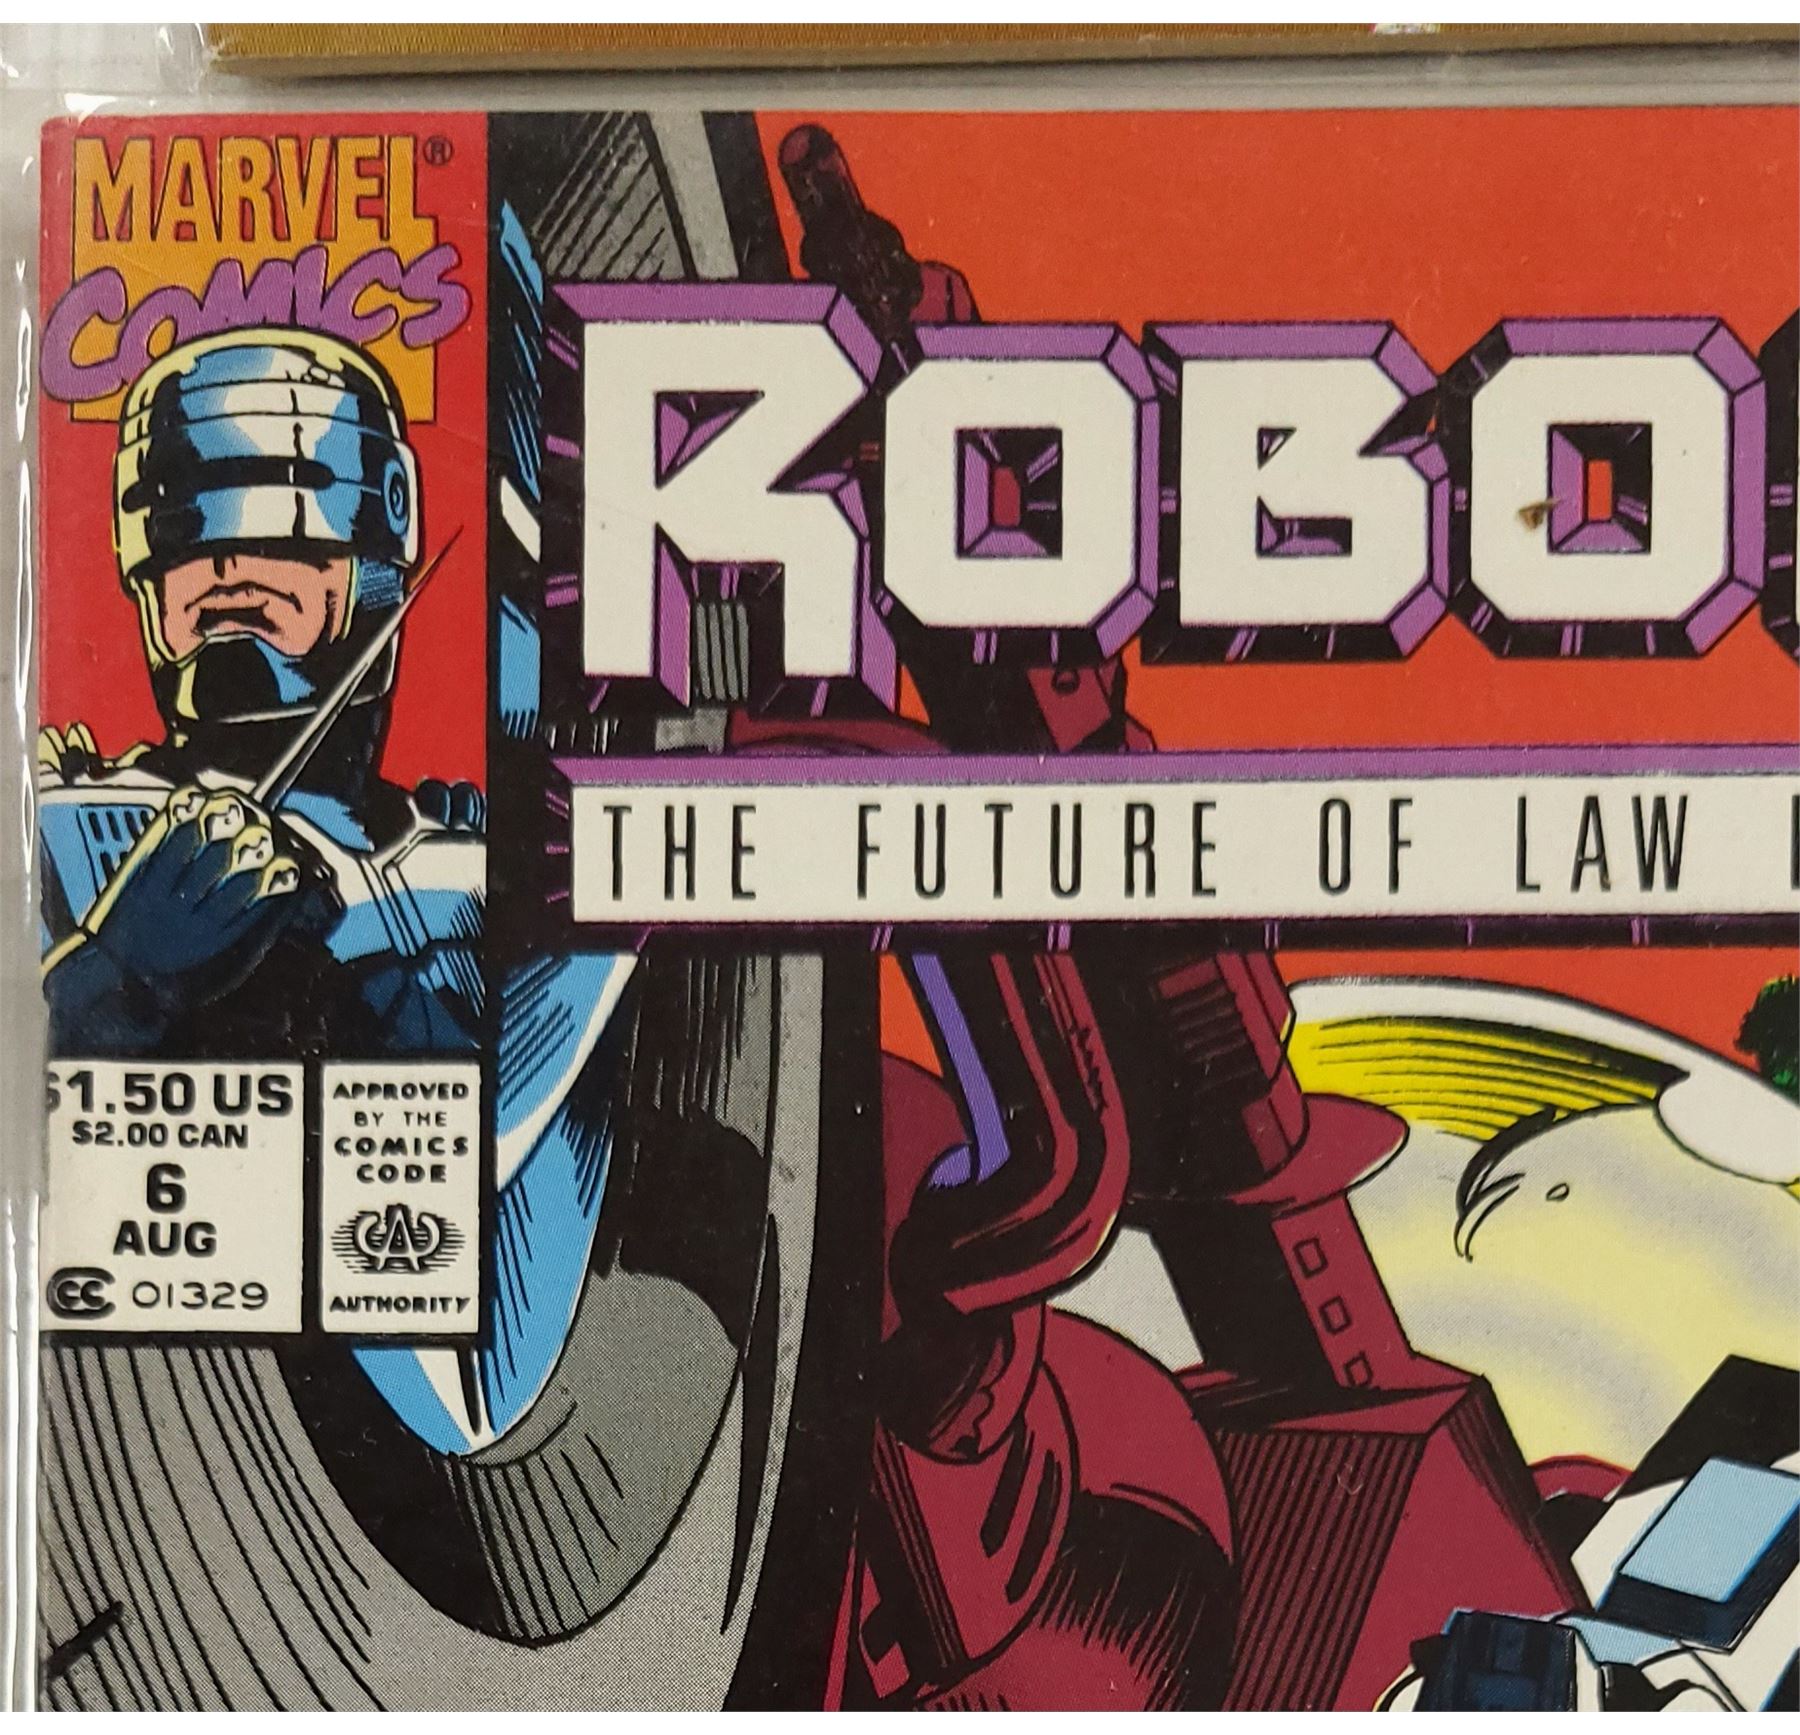 MARVEL®
COMICS
ROBO
THE FUTURE OF LAW
$1.50 US
$2.00 CAN
6
AUG
CC 01329
APPROVED
BY THE
COMICS
CODE
A
AUTHORITY